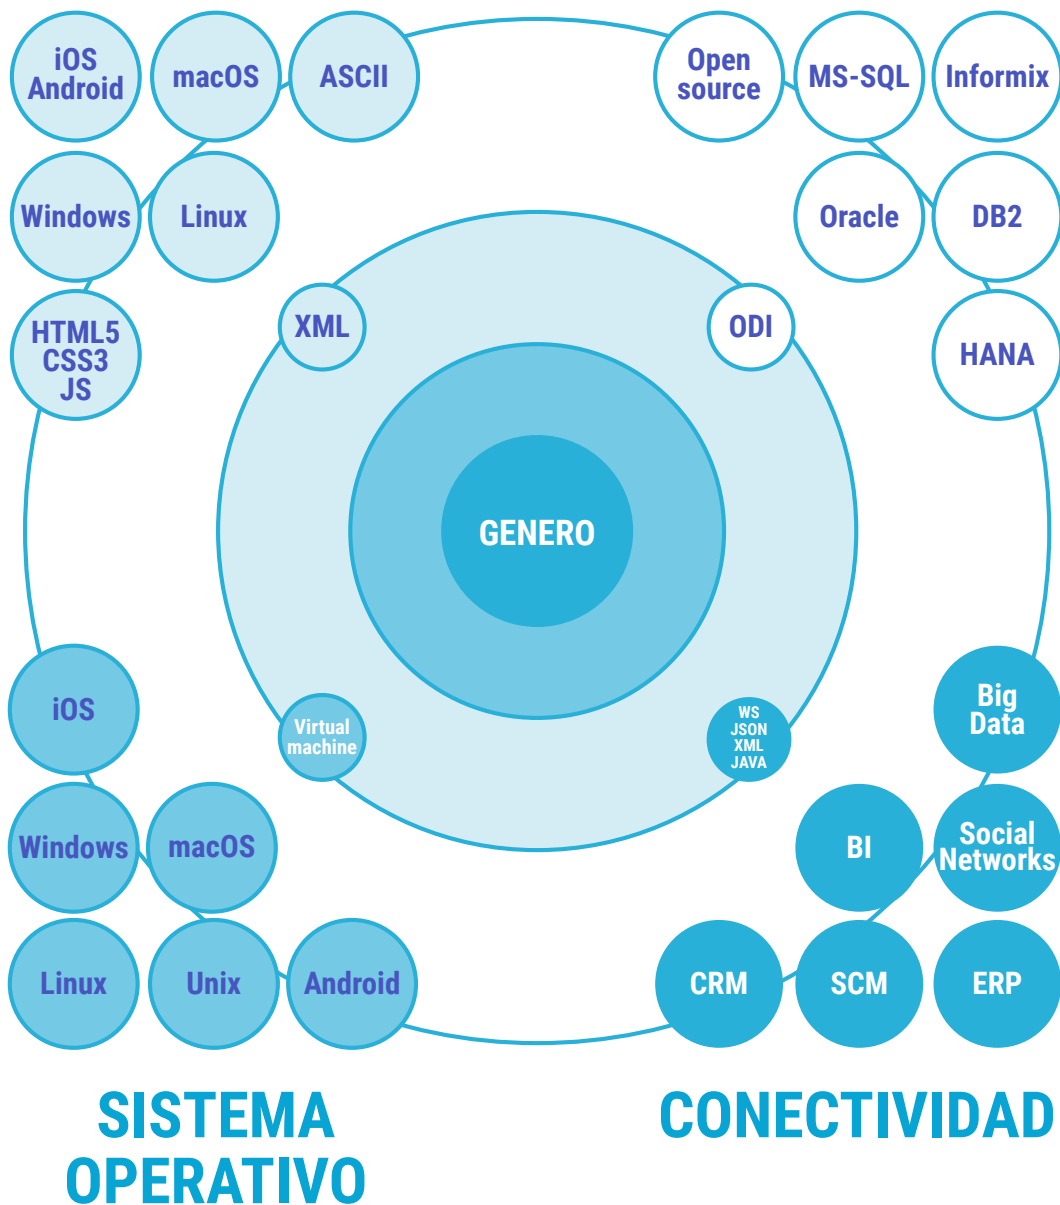 iOS
Android
macOS
ASCII
Open
source
MS-SQL
Informix
Windows
Linux
Oracle
DB2
HTML5
CSS3
JS
XML
ODI
HANA
GENERO
iOS
Virtual
machine
WS
JSON
XML
JAVA
Big
Data
Windows
macOS
BI
Social
Networks
Linux
Unix
Android
CRM
SCM
ERP
SISTEMA
OPERATIVO
CONECTIVIDAD